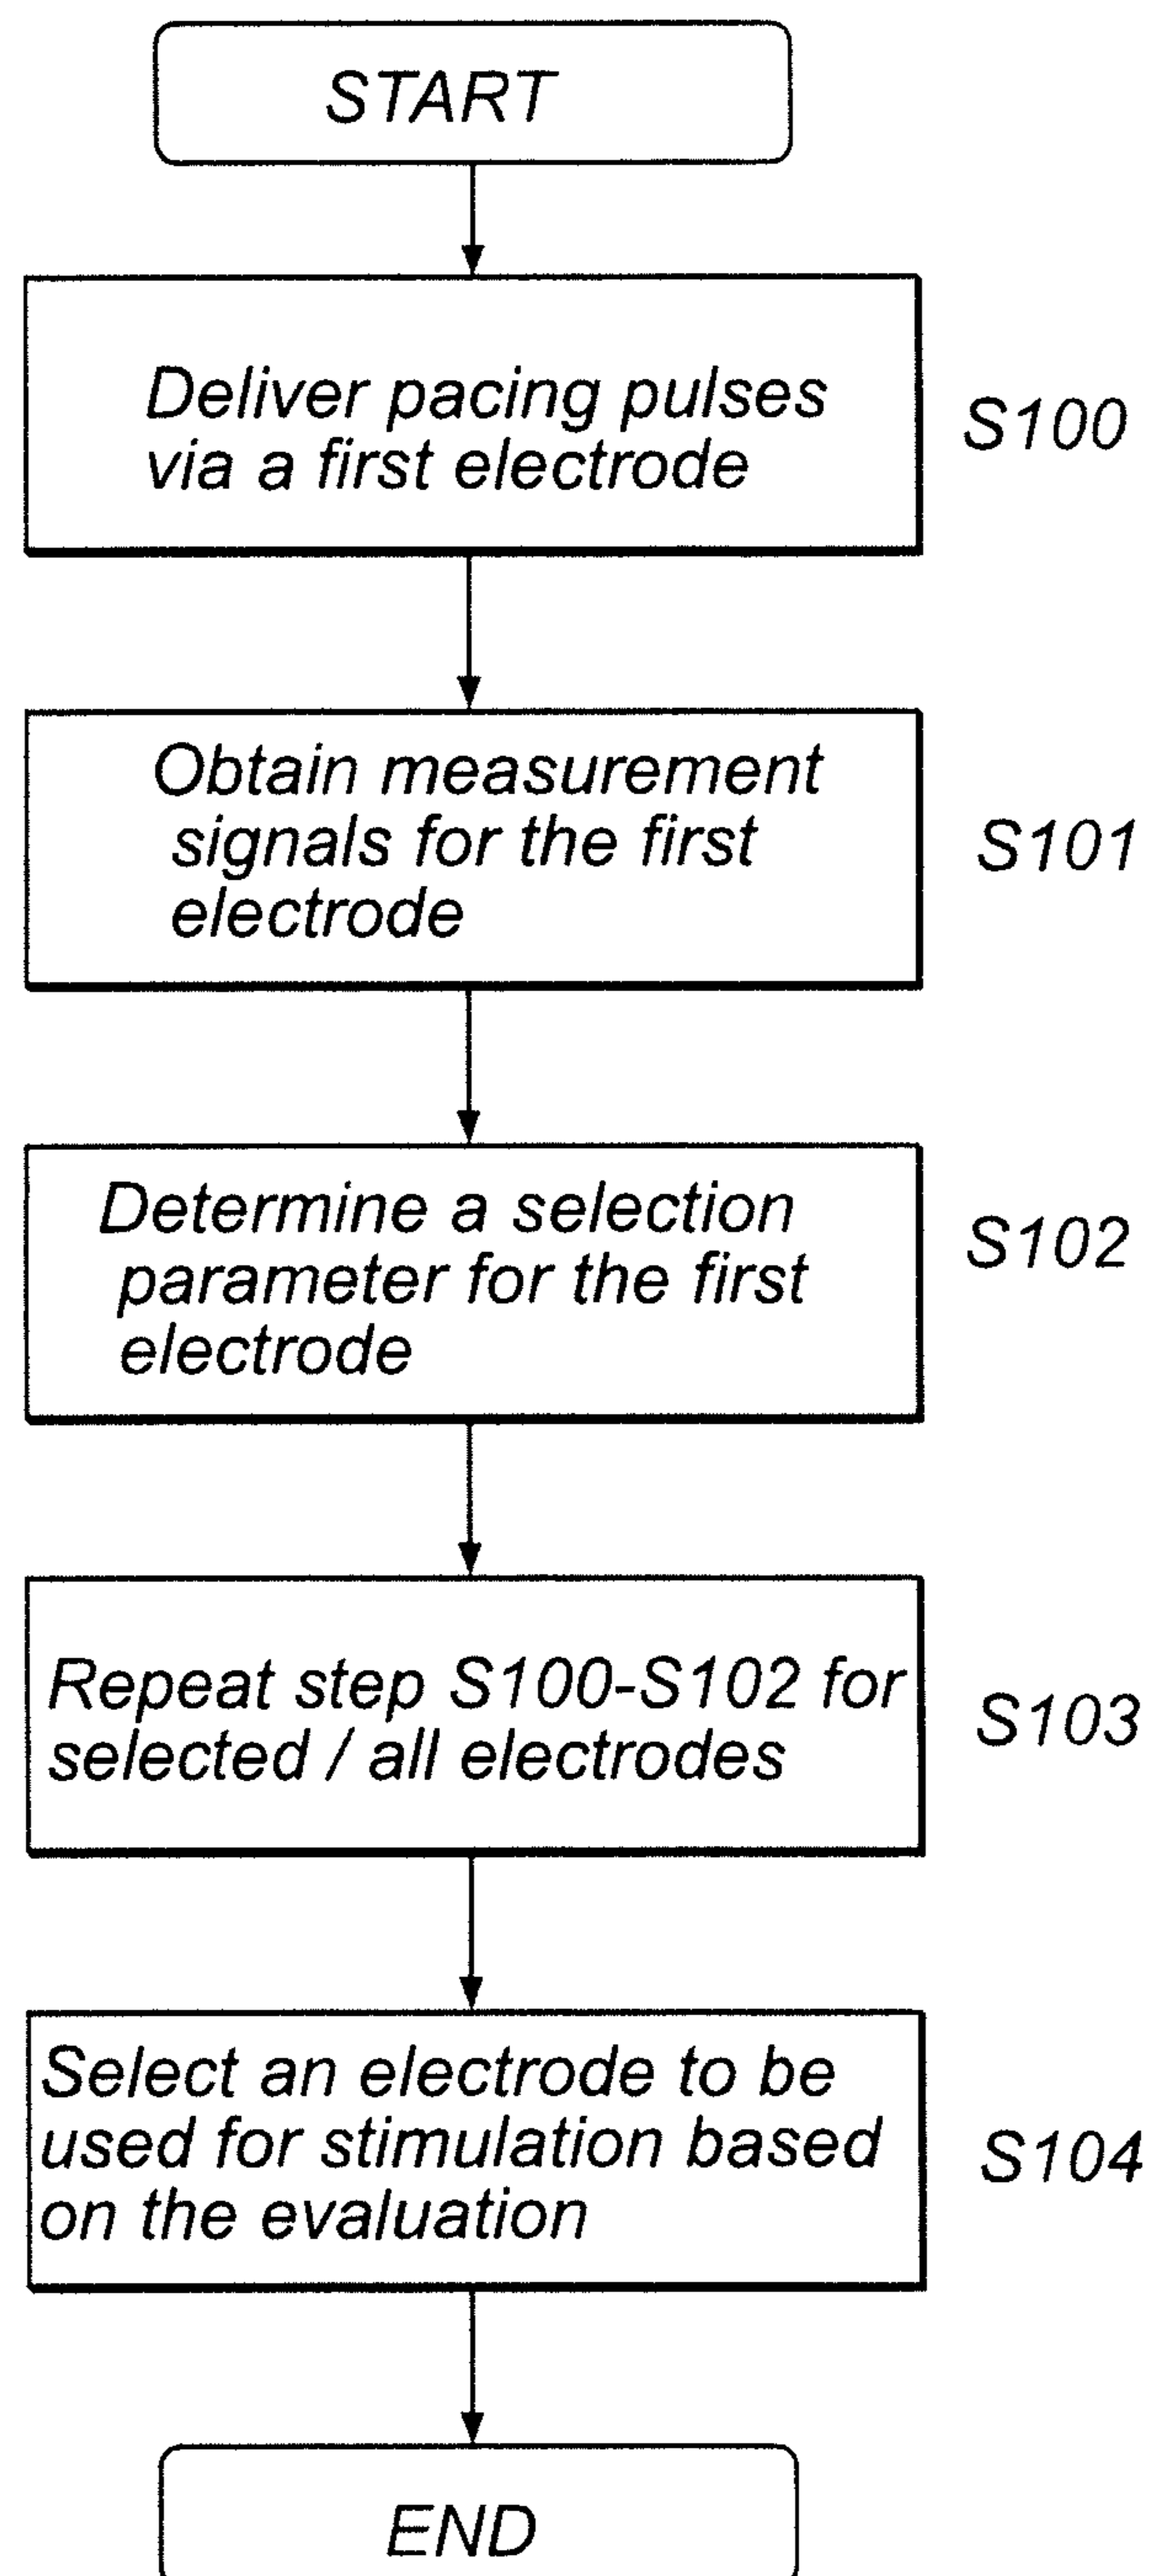 START
Deliver pacing pulses
via a first electrode
S100
Obtain measurement
signals for the first
electrode
S101
Determine a selection
parameter for the first
electrode
S102
Repeat step S100-S102 for
selected / all electrodes
S103
Select an electrode to be
used for stimulation based
on the evaluation
S104
END